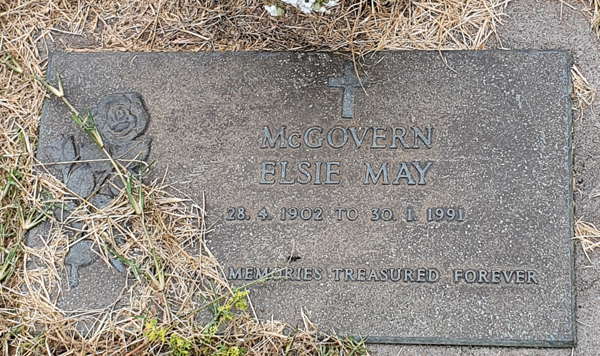 McGOVERN
ELSIE MAY
28. 4. 1902 TO 30. 1. 1991
MEMORIES TREASURED FOREVER